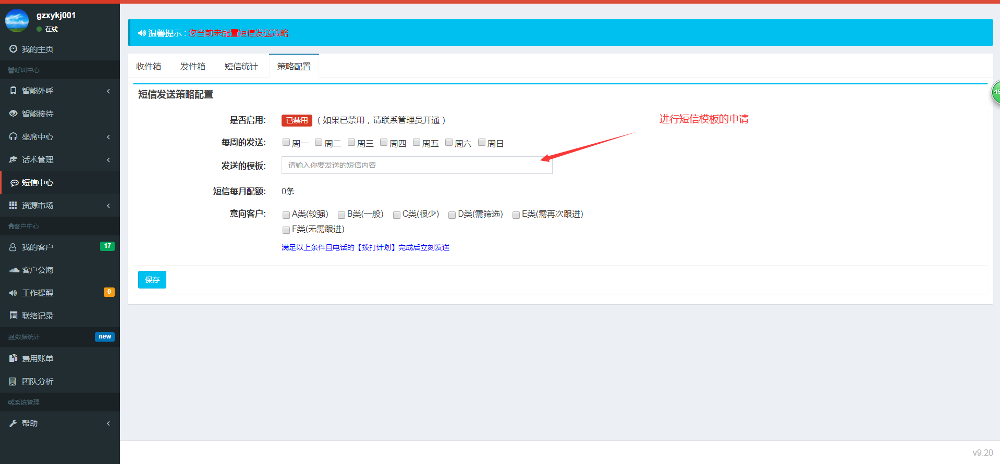 gzxykj001
在线
我的主页
呼叫中心
智能外呼
智能接待
坐席中心
话术管理
短信中心
资源市场
客户中心
我的客户 17
客户公海
工作提醒 0
联络记录
数据统计 new
费用账单
团队分析
系统管理
帮助
温馨提示 : 您当前未配置短信发送策略.
收件箱 发件箱 短信统计 策略配置
短信发送策略配置
是否启用: 已禁用 ( 如果已禁用，请联系管理员开通 )
进行短信模板的申请
每周的发送: 周一 周二 周三 周四 周五 周六 周日
发送的模板: 请输入你要发送的短信内容
短信每月配额: 0条
意向客户: A类(较强) B类(一般) C类(很少) D类(需筛选) E类(需再次跟进)
F类(无需跟进)
满足以上条件且电话的【拨打计划】完成后立刻发送
保存
45
v9.20